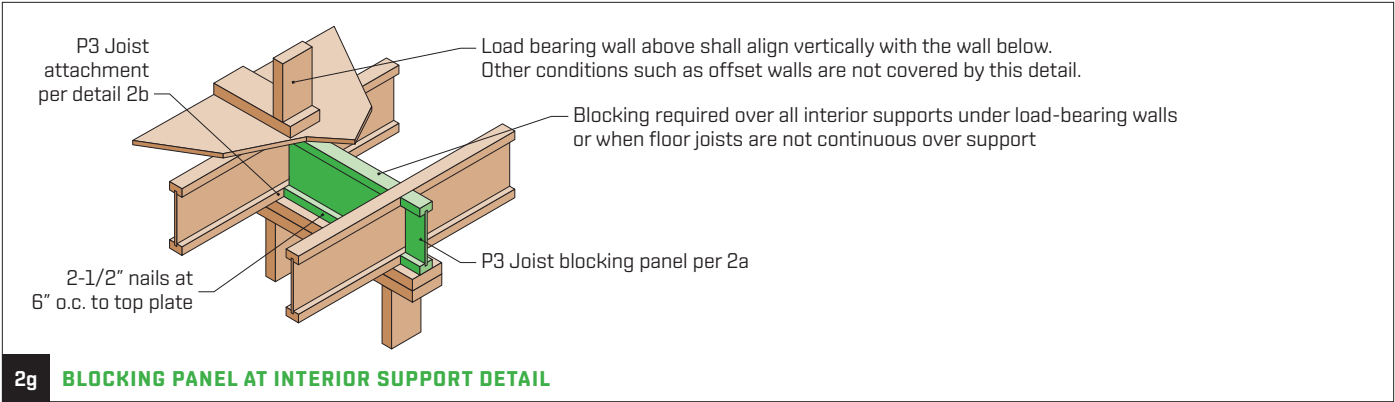 P3 Joist
attachment
per detail 2b
Load bearing wall above shall align vertically with the wall below.
Other conditions such as offset walls are not covered by this detail.
Blocking required over all interior supports under load-bearing walls
or when floor joists are not continuous over support
P3 Joist blocking panel per 2a
2-1/2" nails at
6" o.c. to top plate
2g BLOCKING PANEL AT INTERIOR SUPPORT DETAIL